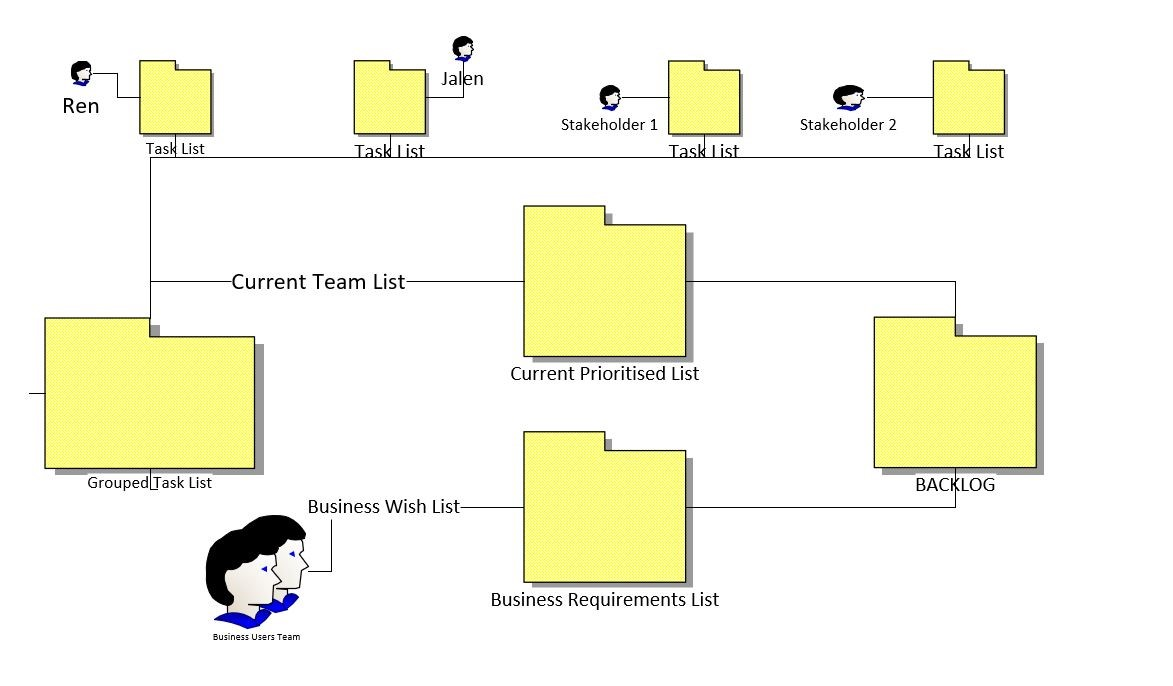 Jalen
Ren
Stakeholder 1
Stakeholder 2
Task List
Task List
Task List
Task List
Current Team List
Current Prioritised List
Grouped Task List
BACKLOG
Business Wish List
Business Requirements List
Business Users Team